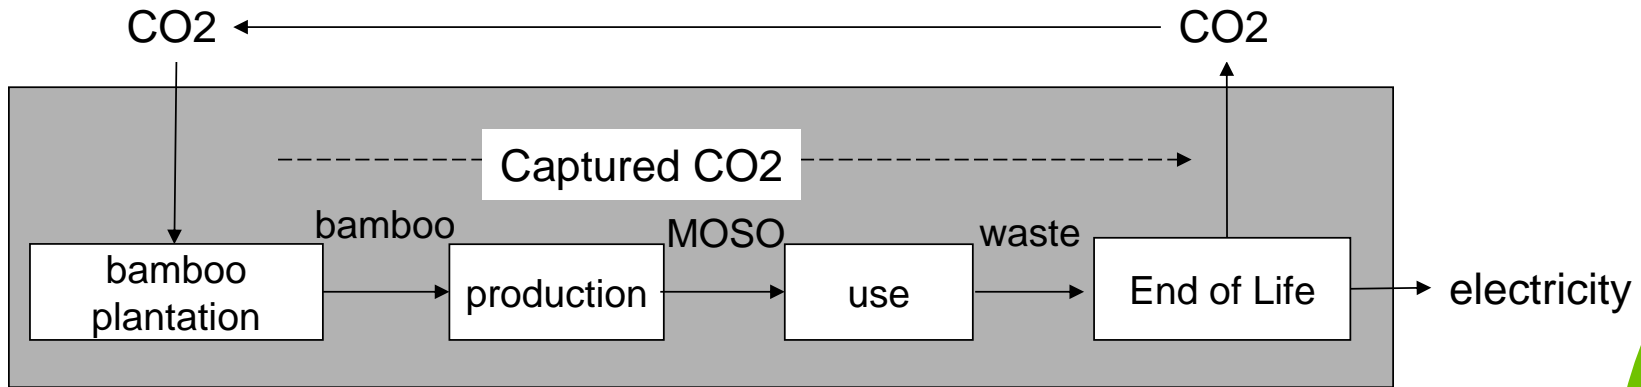 CO2
CO2
Captured CO2
bamboo
MOSO
waste
bamboo
plantation
production
use
End of Life
electricity